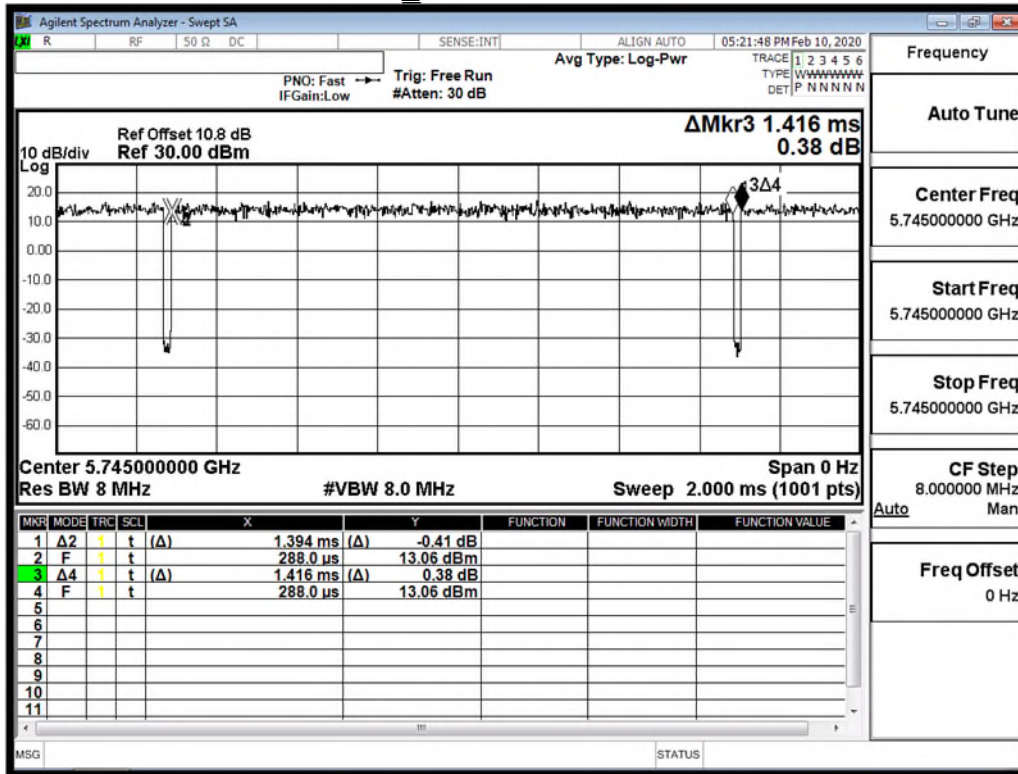 Agilent Spectrum Analyzer - Swept SA
LXI R RF 50 Ω DC SENSE:INT ALIGN AUTO 05:21:48 PM Feb 10, 2020
Avg Type: Log-Pwr TRACE 1 2 3 4 5 6
PNO: Fast Trig: Free Run TYPE WWWWWW
IFGain:Low #Atten: 30 dB DET P N N N N N
ΔMkr3 1.416 ms
0.38 dB
Ref Offset 10.8 dB
10 dB/div Ref 30.00 dBm
Log
20.0
10.0
0.00
-10.0
-20.0
-30.0
-40.0
-50.0
-60.0
3Δ4
Center 5.745000000 GHz Span 0 Hz
Res BW 8 MHz #VBW 8.0 MHz Sweep 2.000 ms (1001 pts)
MKR MODE TRC SCL X Y FUNCTION FUNCTION WIDTH FUNCTION VALUE
1 Δ2 1 t (Δ) 1.394 ms (Δ) -0.41 dB
2 F 1 t 288.0 µs 13.06 dBm
3 Δ4 1 t (Δ) 1.416 ms (Δ) 0.38 dB
4 F 1 t 288.0 µs 13.06 dBm
5
6
7
8
9
10
11
MSG STATUS
Frequency
Auto Tune
Center Freq
5.745000000 GHz
Start Freq
5.745000000 GHz
Stop Freq
5.745000000 GHz
CF Step
8.000000 MHz
Auto Man
Freq Offset
0 Hz